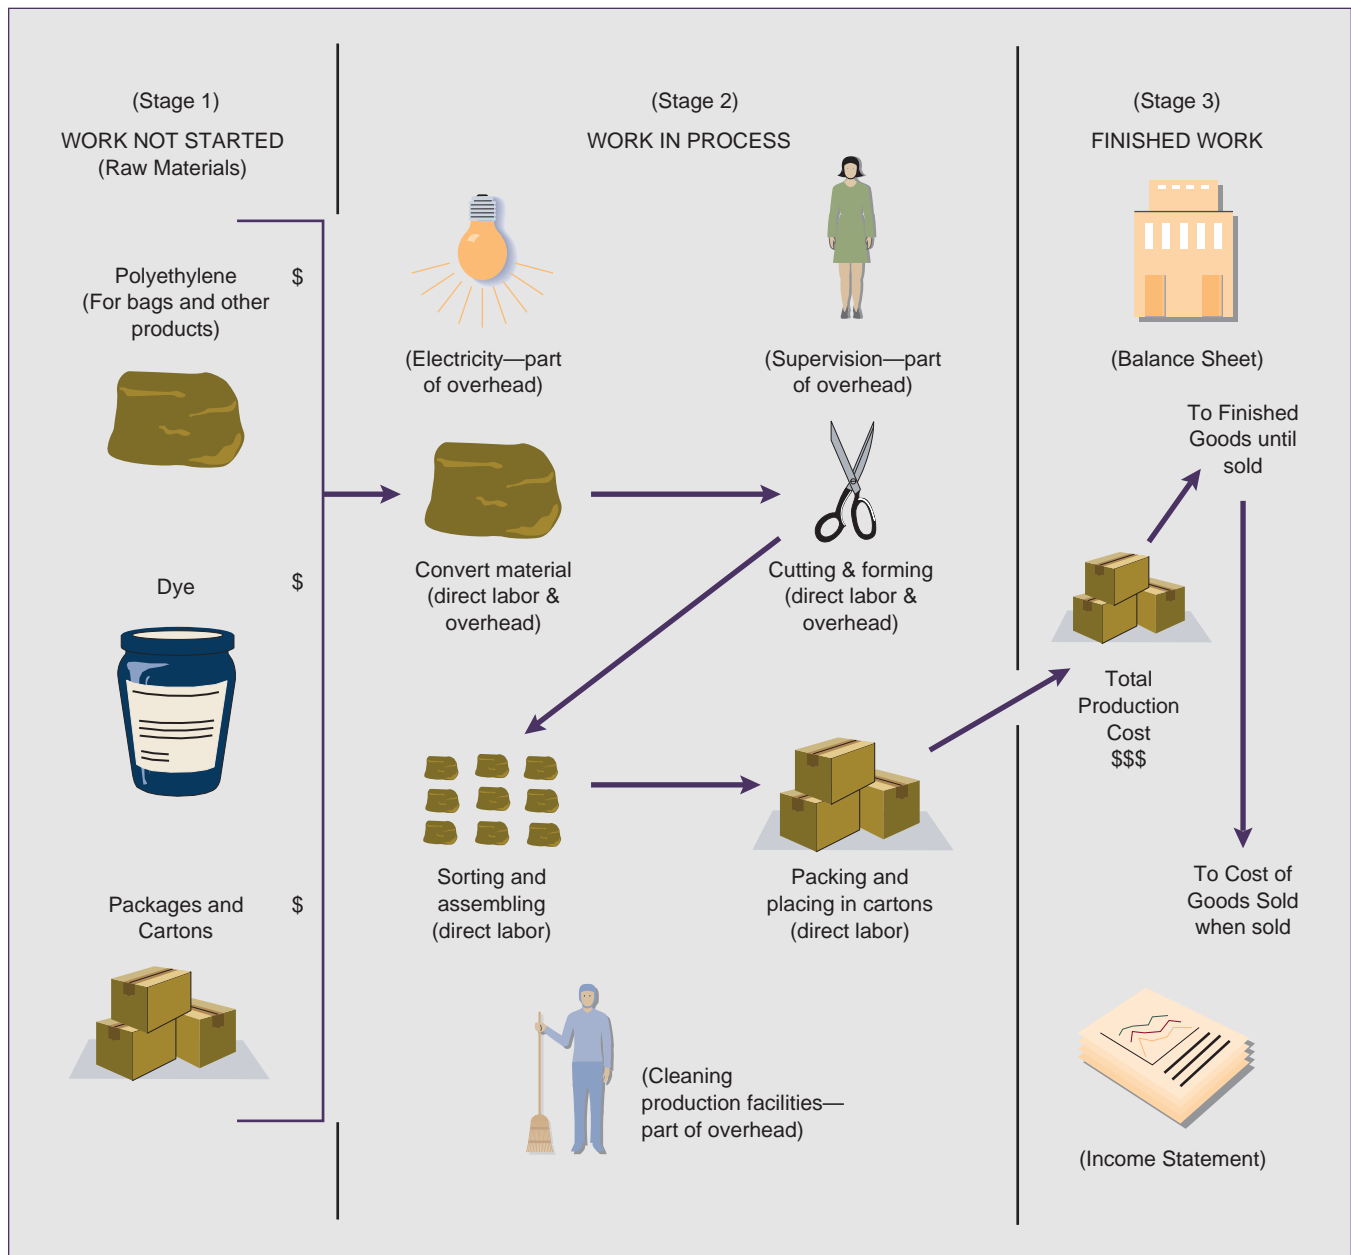 (Stage 1)
WORK NOT STARTED
(Raw Materials)
Polyethylene
(For bags and other
products)
$
Dye
$
Packages and
Cartons
$
(Stage 2)
WORK IN PROCESS
(Electricity—part
of overhead)
(Supervision—part
of overhead)
Convert material
(direct labor &
overhead)
Cutting & forming
(direct labor &
overhead)
Sorting and
assembling
(direct labor)
Packing and
placing in cartons
(direct labor)
(Cleaning
production facilities—
part of overhead)
(Stage 3)
FINISHED WORK
(Balance Sheet)
To Finished
Goods until
sold
Total
Production
Cost
$$$
To Cost of
Goods Sold
when sold
(Income Statement)